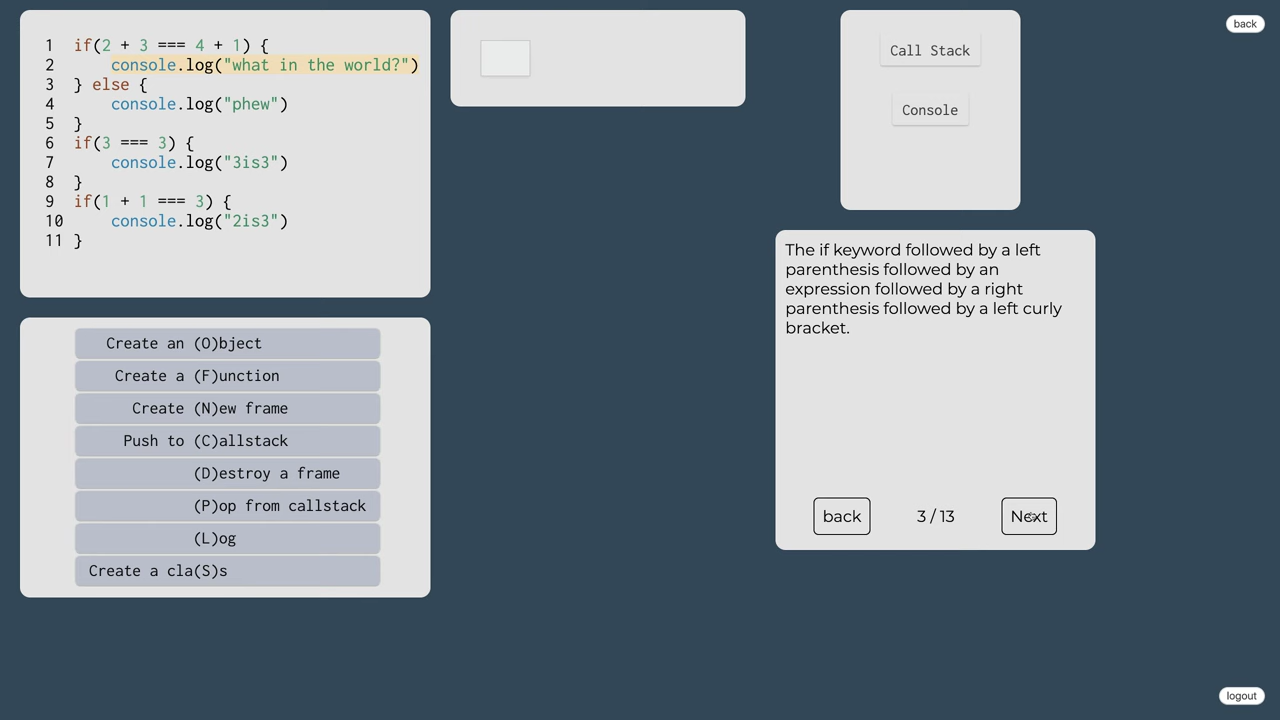 1 if(2 + 3 === 4 + 1) {
2 console.log("what in the world?")
3 } else {
4 console.log("phew")
5 }
6 if(3 === 3) {
7 console.log("3is3")
8 }
9 if(1 + 1 === 3) {
10 console.log("2is3")
11 }
Create an (O)bject
Create a (F)unction
Create (N)ew frame
Push to (C)allstack
(D)estroy a frame
(P)op from callstack
(L)og
Create a cla(S)s
Call Stack
Console
back
The if keyword followed by a left
parenthesis followed by an
expression followed by a right
parenthesis followed by a left curly
bracket.
back 3 / 13 Next
logout